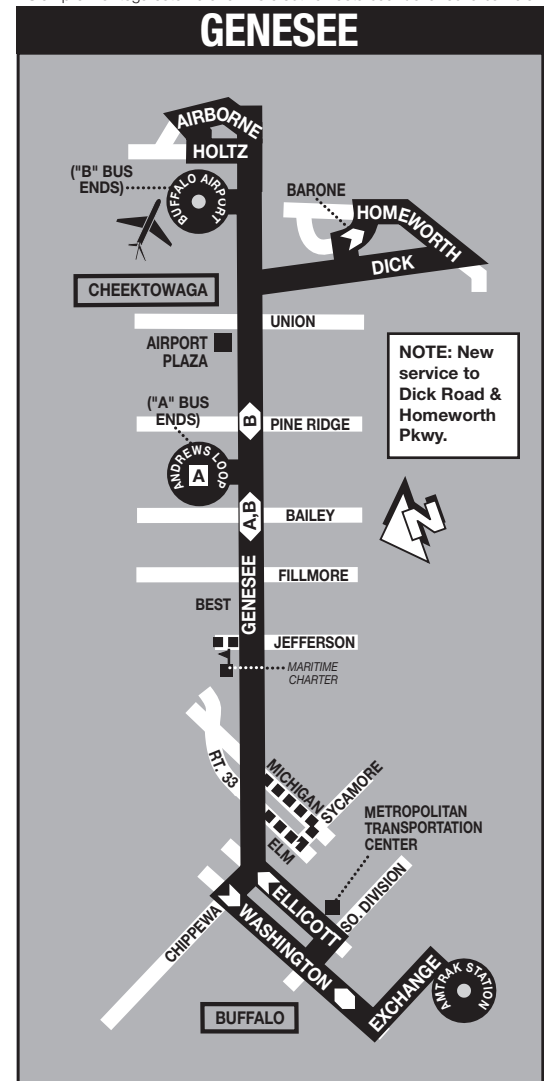 GENESEE
AIRBORNE
HOLTZ
("B" BUS
ENDS)
BUFFALO AIRPORT
BARONE
HOMEWORTH
DICK
CHEEKTOWAGA
UNION
AIRPORT
PLAZA
NOTE: New
service to
Dick Road &
Homeworth
Pkwy.
("A" BUS
ENDS)
B
PINE RIDGE
ANDREWS LOOP
A
A,B
BAILEY
N
GENESEE
FILLMORE
BEST
JEFFERSON
MARITIME
CHARTER
RT. 33
MICHIGAN
SYCAMORE
ELM
METROPOLITAN
TRANSPORTATION
CENTER
ELLICOTT
SO. DIVISION
CHIPPEWA
WASHINGTON
EXCHANGE
AMTRAK STATION
BUFFALO